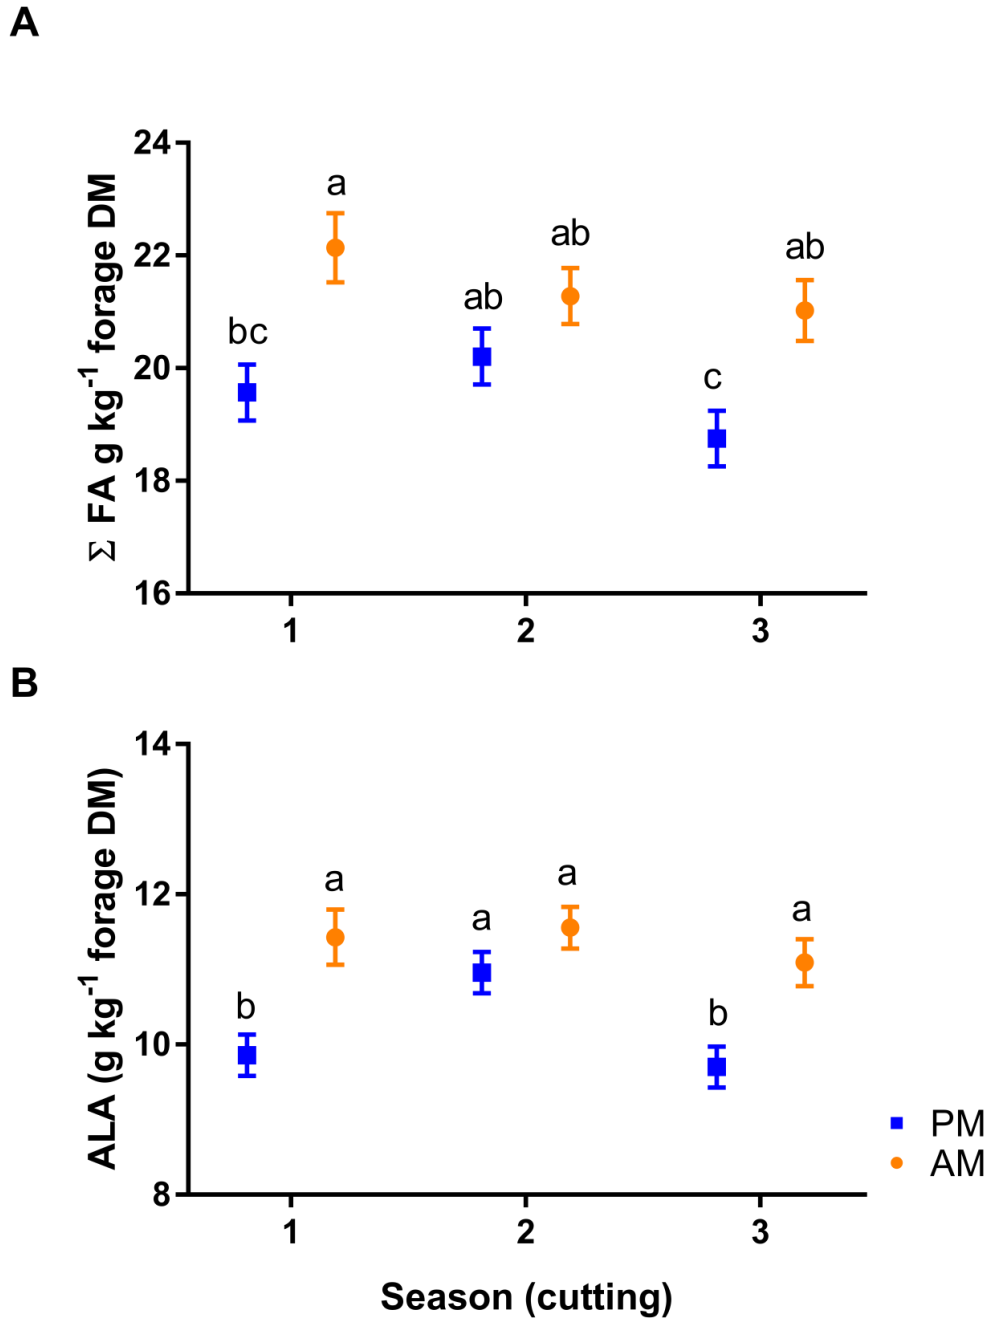 A
Σ FA g kg-1 forage DM
24
22
20
18
16
bc
a
ab
ab
c
ab
1
2
3
B
ALA (g kg-1 forage DM)
14
12
10
8
b
a
a
a
b
a
1
2
3
PM
AM
Season (cutting)